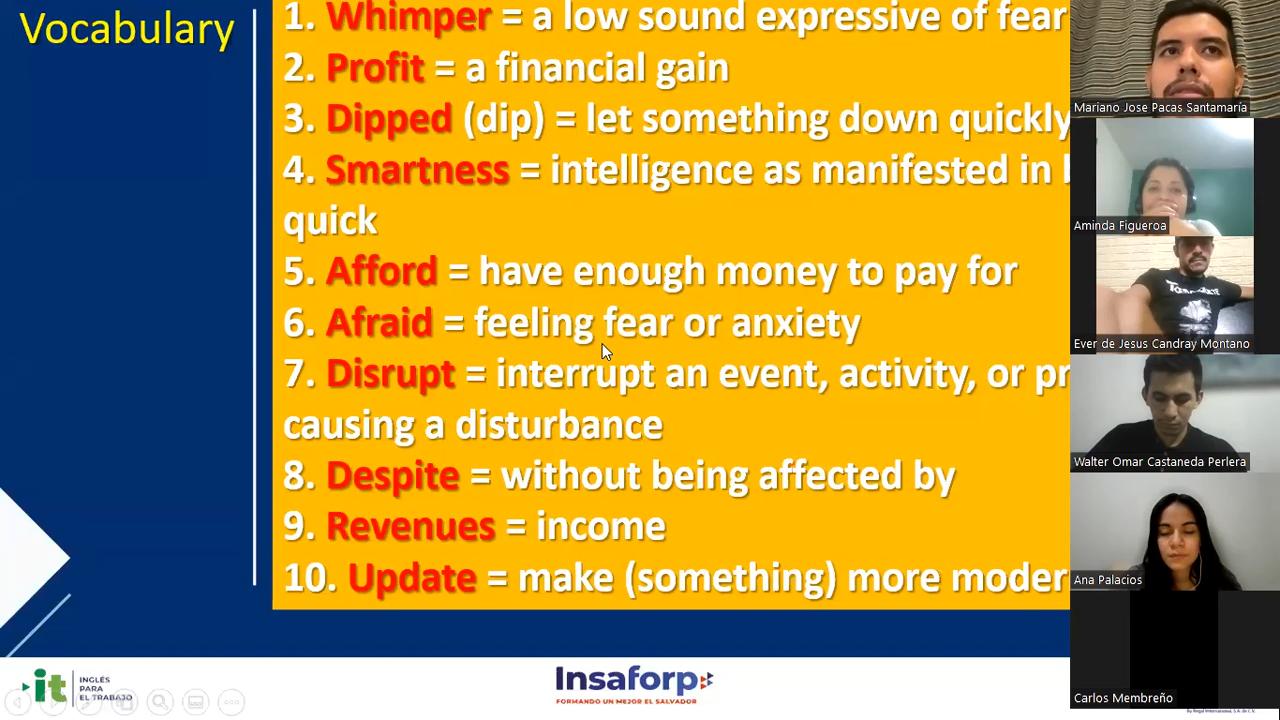 Vocabulary
1. Whimper = a low sound expressive of fear
2. Profit = a financial gain
3. Dipped (dip) = let something down quickly
4. Smartness = intelligence as manifested in
quick
5. Afford = have enough money to pay for
6. Afraid = feeling fear or anxiety
7. Disrupt = interrupt an event, activity, or
causing a disturbance
8. Despite = without being affected by
9. Revenues = income
10. Update = make (something) more
Mariano Jose Pacas Santamaría
Aminda Figueroa
Ever de Jesus Candray Montano
Walter Omar Castaneda Perlera
Ana Palacios
Carlos Membreño
it
INGLÉS
PARA
EL TRABAJO
Insaforp
FORMANDO UN MEJOR EL SALVADOR